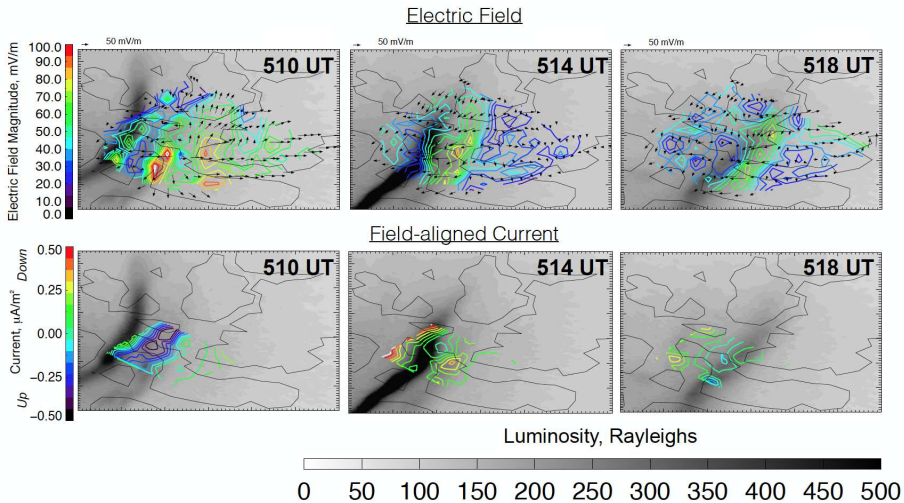 Electric Field
50 mV/m
50 mV/m
50 mV/m
Electric Field Magnitude, mV/m
100.0
90.0
80.0
70.0
60.0
50.0
40.0
30.0
20.0
10.0
0.0
510 UT
514 UT
518 UT
Field-aligned Current
Current, μA/m²
Down
Up
0.50
0.25
0.00
−0.25
−0.50
510 UT
514 UT
518 UT
Luminosity, Rayleighs
0 50 100 150 200 250 300 350 400 450 500